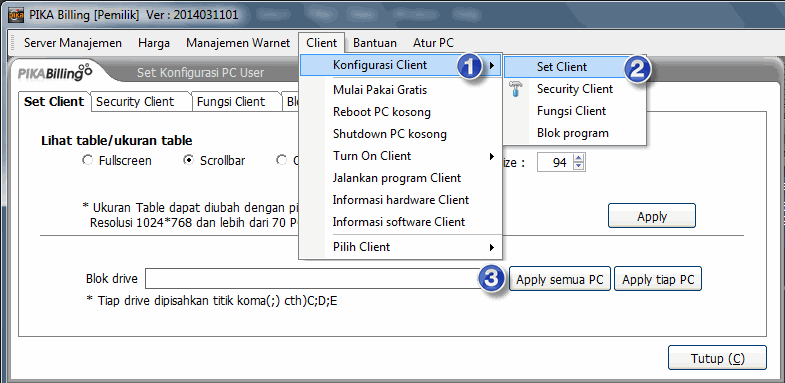 PIKA Billing [Pemilik] Ver : 2014031101
Server Manajemen Harga Manajemen Warnet Client Bantuan Atur PC
PIKABilling Set Konfigurasi PC User
Set Client Security Client Fungsi Client
Konfigurasi Client 1
Mulai Pakai Gratis
Reboot PC kosong
Shutdown PC kosong
Turn On Client
Jalankan program Client
Informasi hardware Client
Informasi software Client
Pilih Client
Set Client 2
Security Client
Fungsi Client
Blok program
Lihat table/ukuran table
Fullscreen Scrollbar
ize : 94
* Ukuran Table dapat diubah dengan
Resolusi 1024*768 dan lebih dari 70
Apply
Blok drive 3 Apply semua PC Apply tiap PC
* Tiap drive dipisahkan titik koma(;) cth)C;D;E
Tutup (C)